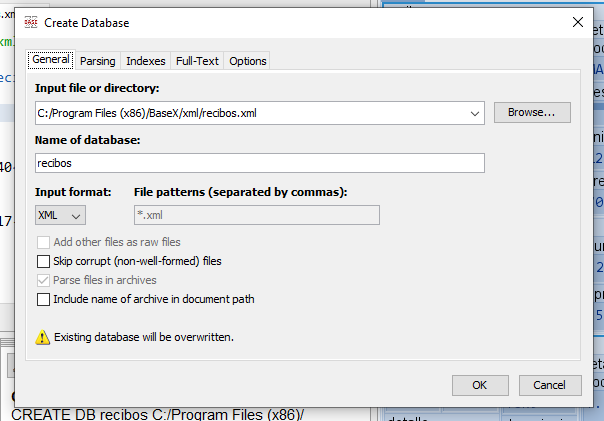 Create Database
General Parsing Indexes Full-Text Options
Input file or directory:
C:/Program Files (x86)/BaseX/xml/recibos.xml
Browse...
Name of database:
recibos
Input format: File patterns (separated by commas):
XML *.xml
Add other files as raw files
Skip corrupt (non-well-formed) files
Parse files in archives
Include name of archive in document path
Existing database will be overwritten.
OK Cancel
CREATE DB recibos C:/Program Files (x86)/